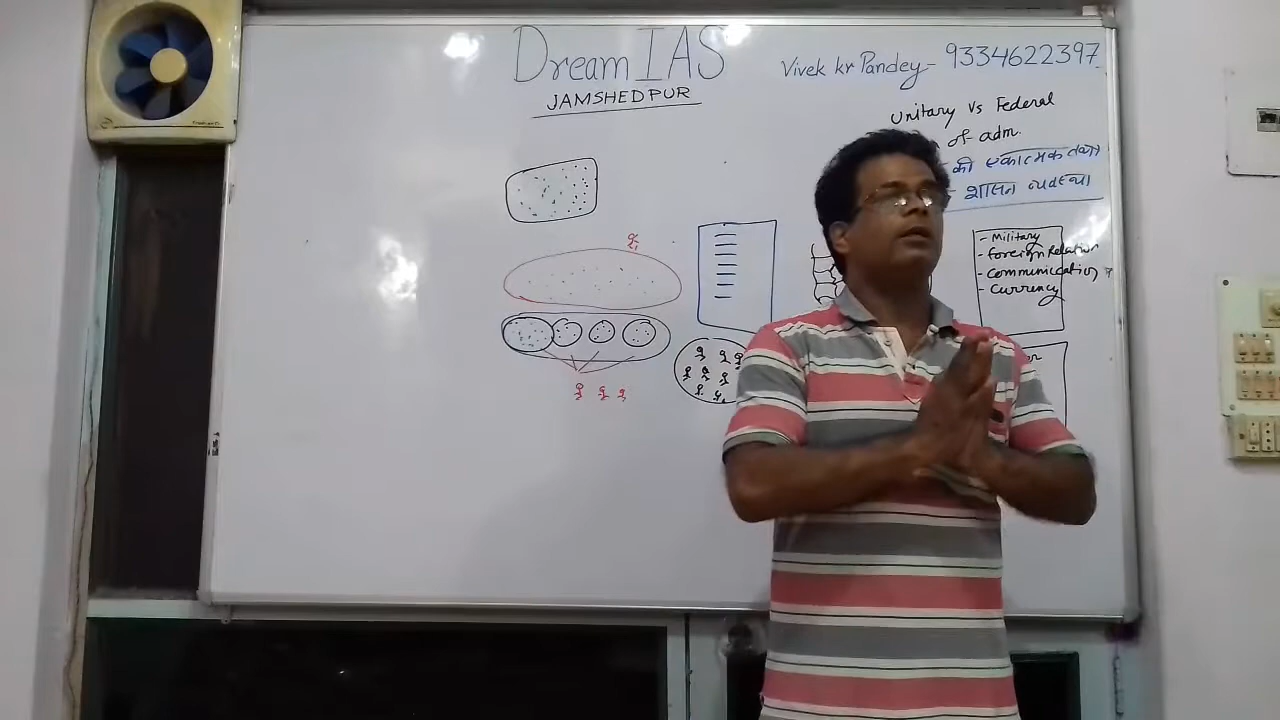 Dream IAS
JAMSHEDPUR
Vivek kr Pandey- 9334622397
Unitary Vs Federal
of adm.
की एकात्मक तथा
शासन व्यवस्था
- Military
- foreign Relation
- communication
- Currency